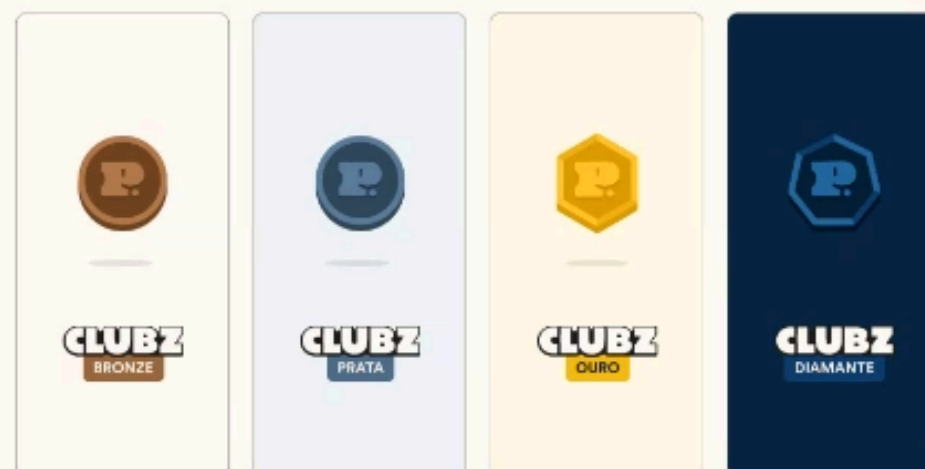 P.
CLUBZ
BRONZE
P.
CLUBZ
PRATA
P.
CLUBZ
OURO
P.
CLUBZ
DIAMANTE